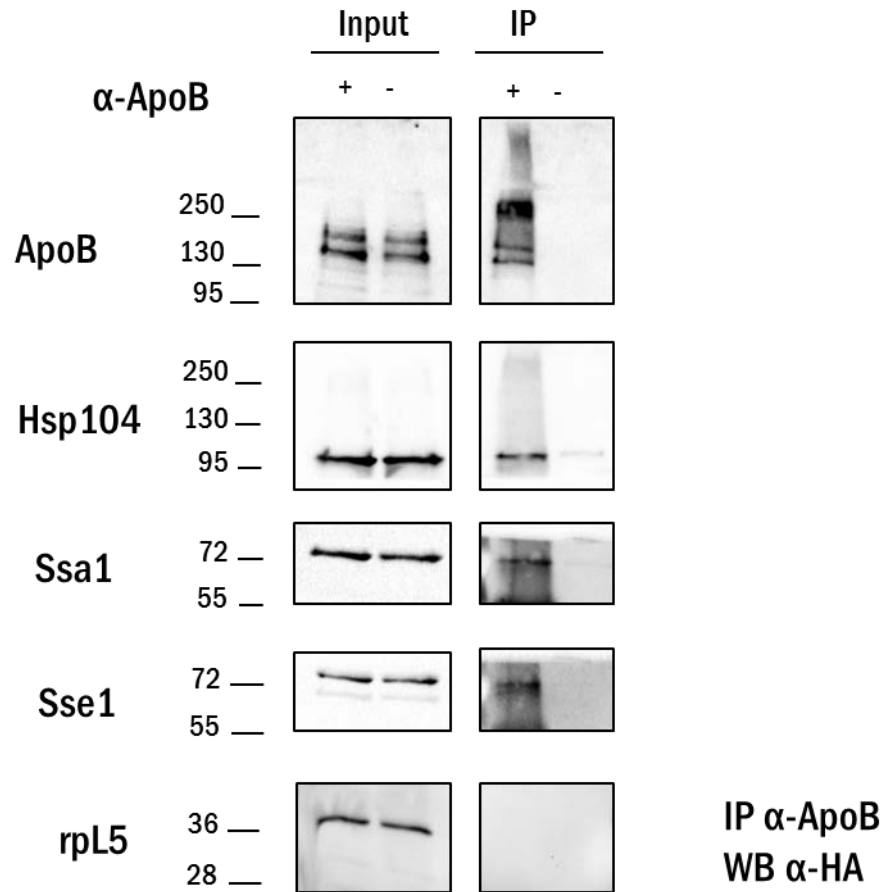 Input IP
α-ApoB + - + -
ApoB
250
130
95
Hsp104
250
130
95
Ssa1
72
55
Sse1
72
55
rpL5
36
28
IP α-ApoB
WB α-HA